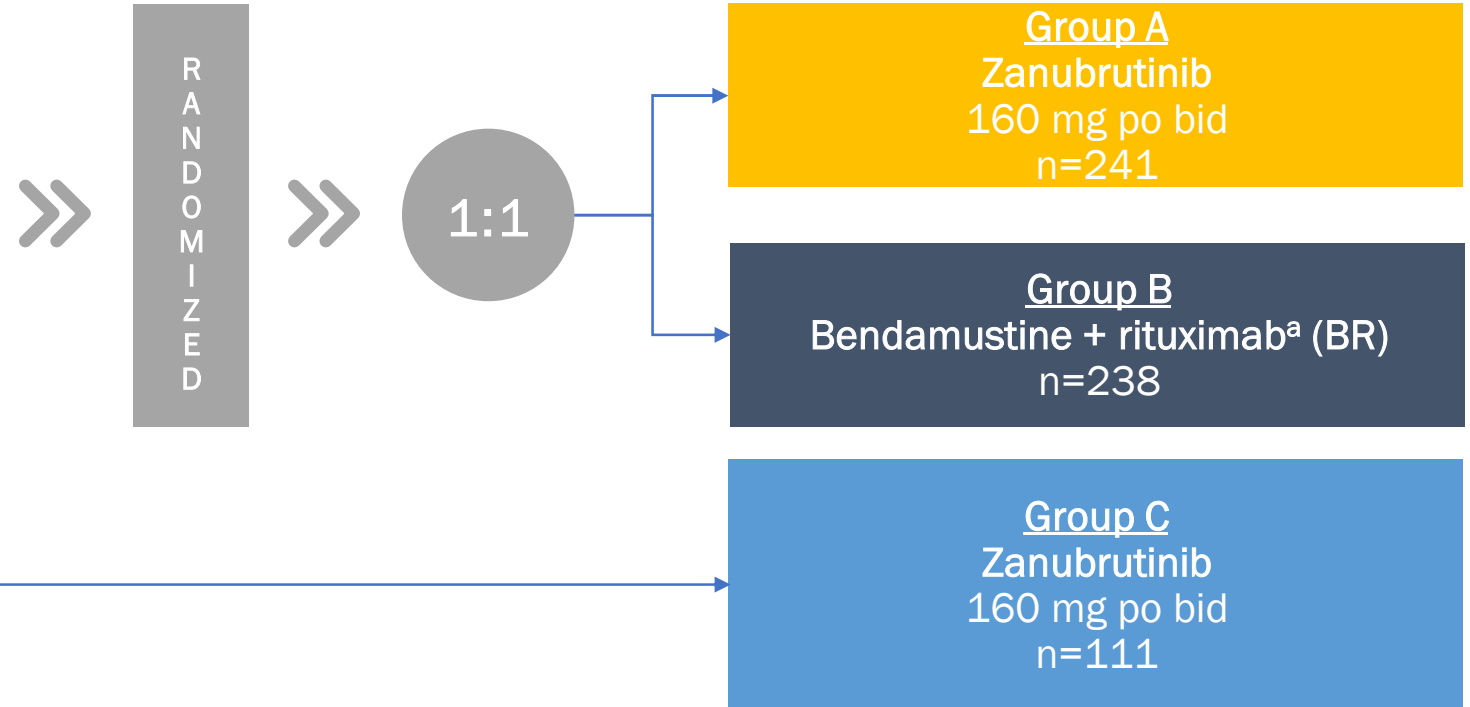 RANDOMIZED
1:1
Group A
Zanubrutinib
160 mg po bid
n=241
Group B
Bendamustine + rituximabᵃ (BR)
n=238
Group C
Zanubrutinib
160 mg po bid
n=111